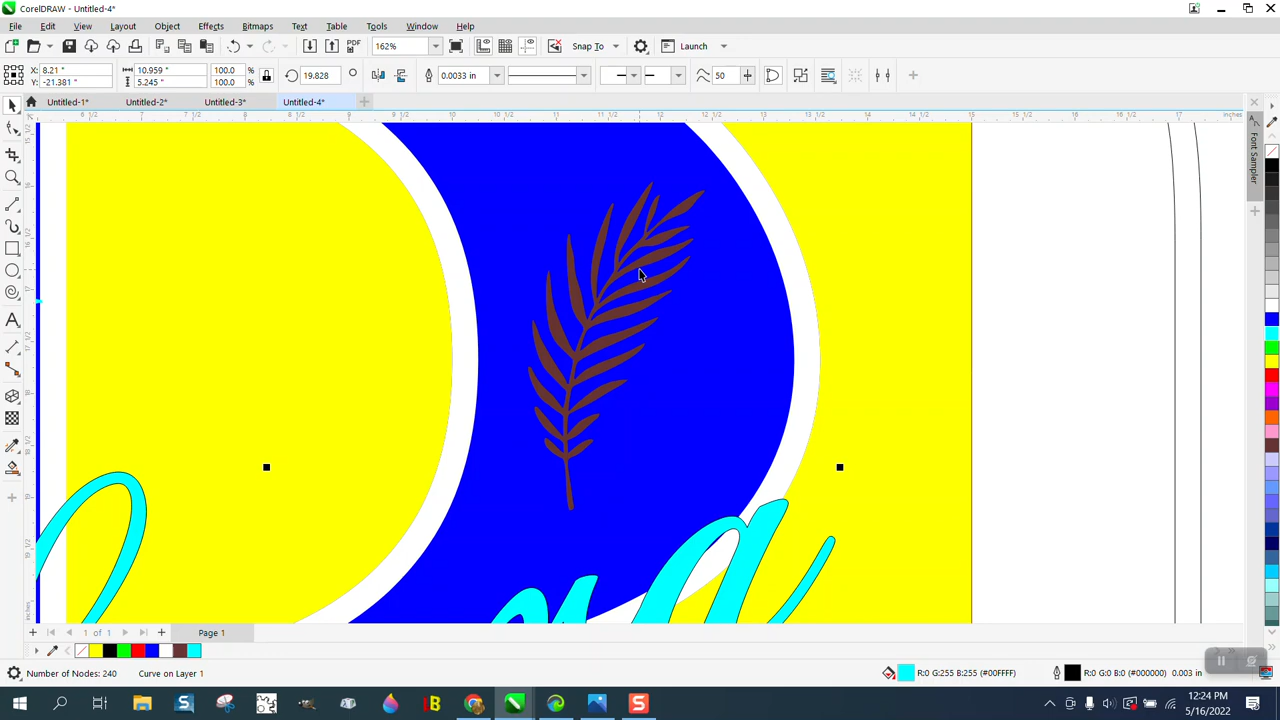 CorelDRAW - Untitled-4*
File Edit View Layout Object Effects Bitmaps Text Table Tools Window Help
PDF 162% Snap To Launch
X: 8.21 " 10.959 " 100.0 % 19.828 0.0033 in 50
Y: -21.381 " 5.245 " 100.0 %
Untitled-1* Untitled-2* Untitled-3* Untitled-4*
inches
Font Sampler
1 of 1 Page 1
Number of Nodes: 240 Curve on Layer 1 R:0 G:255 B:255 (#00FFFF) R:0 G:0 B:0 (#000000) 0.003 in
12:24 PM
5/16/2022